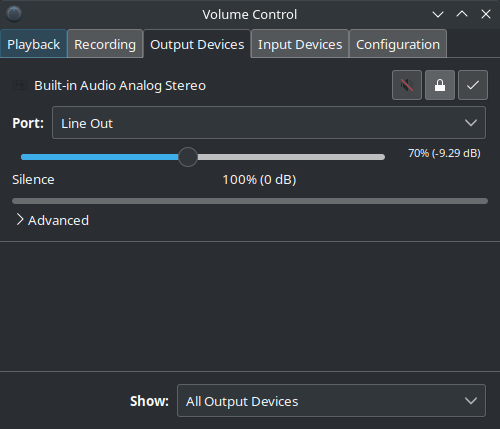 Volume Control
Playback Recording Output Devices Input Devices Configuration
Built-in Audio Analog Stereo
Port: Line Out
70% (-9.29 dB)
Silence 100% (0 dB)
Advanced
Show: All Output Devices